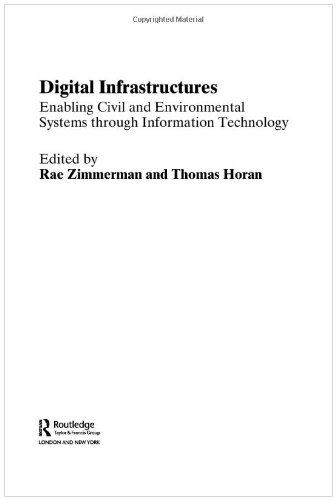 Copyrighted Material
Digital Infrastructures
Enabling Civil and Environmental
Systems through Information Technology
Edited by
Rae Zimmerman and Thomas Horan
Routledge
Taylor & Francis Group
LONDON AND NEW YORK